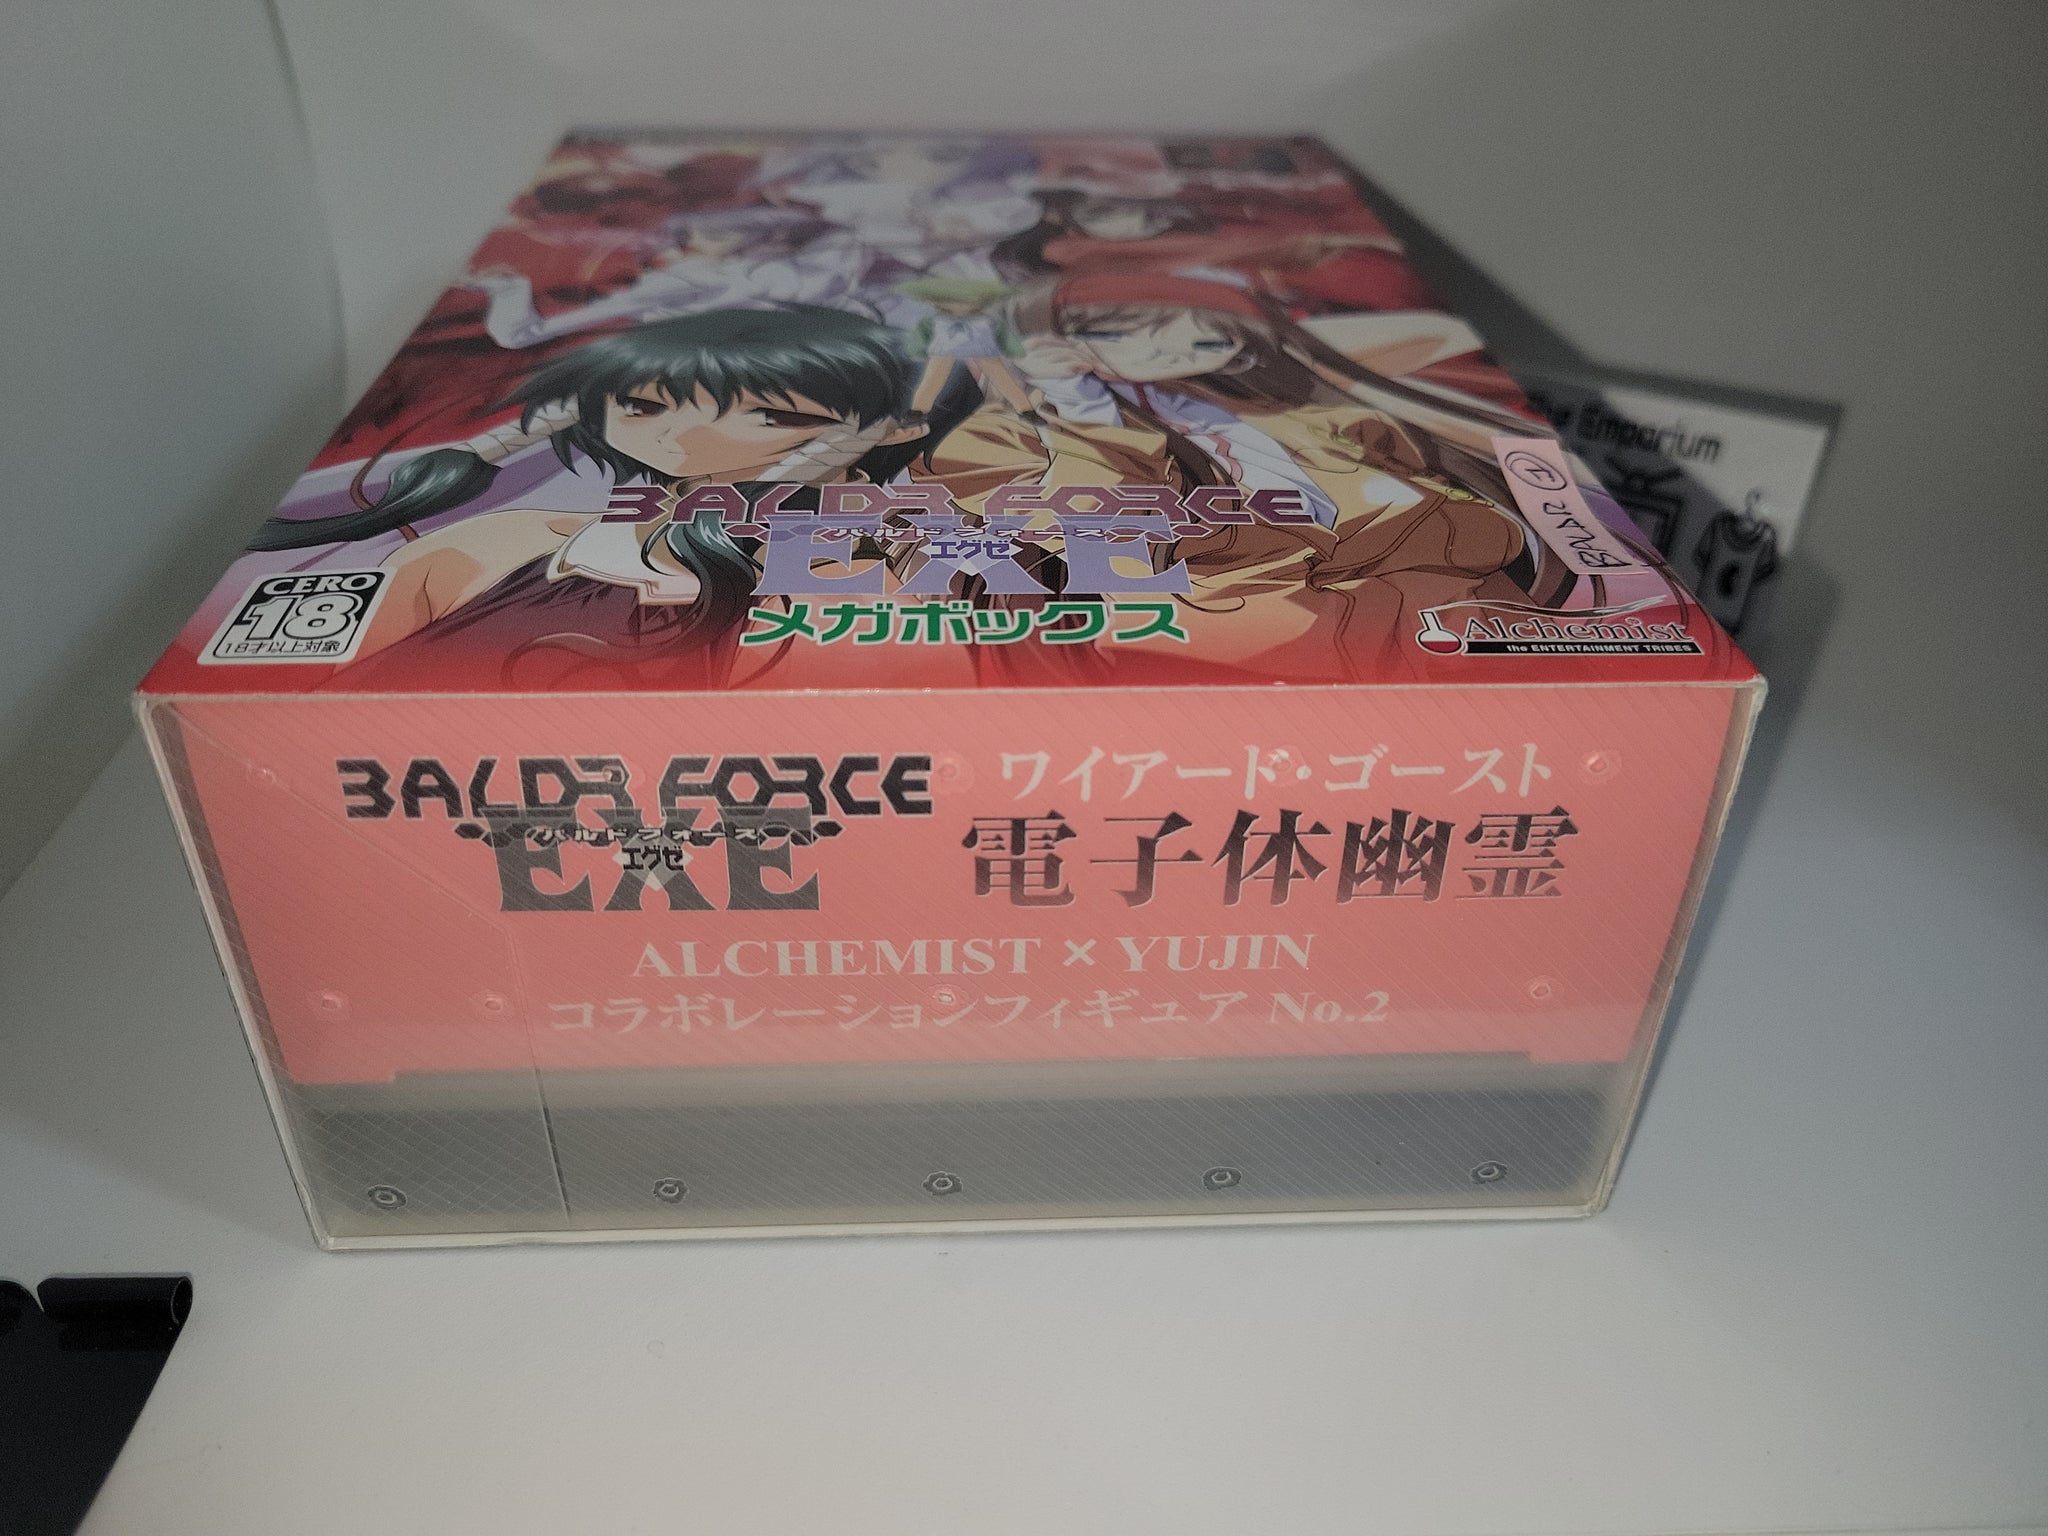 Emporium
BALDR FORCE
バルドフォース
エグゼ
EXE
メガボックス
CERO
18
18才以上対象
Alchemist
the ENTERTAINMENT TRIBES
BALDR FORCE
バルドフォース
エグゼ
EXE
ワイアード・ゴースト
電子体幽霊
ALCHEMIST × YUJIN
コラボレーションフィギュア No.2